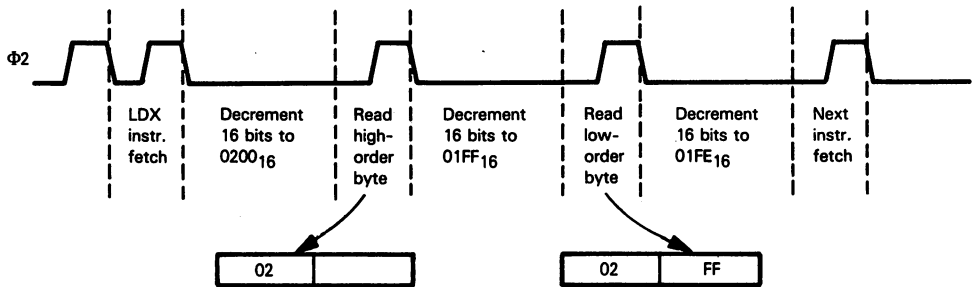 Φ2
LDX
instr.
fetch
Decrement
16 bits to
0200₁₆
Read
high-
order
byte
Decrement
16 bits to
01FF₁₆
Read
low-
order
byte
Decrement
16 bits to
01FE₁₆
Next
instr.
fetch
02
02 FF